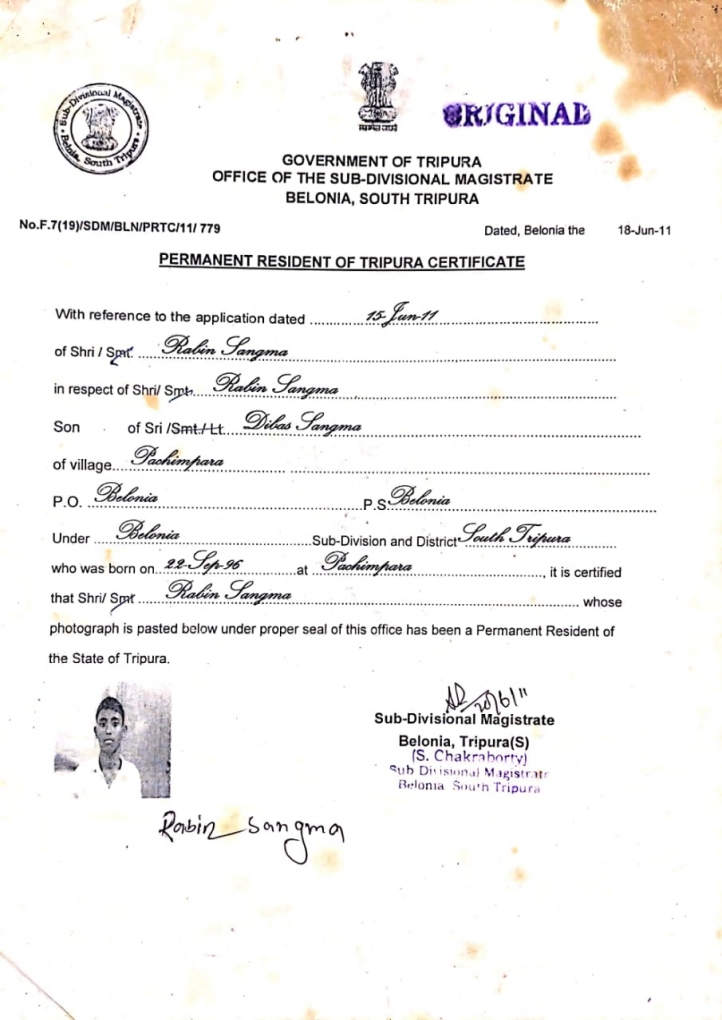 Sub-Divisional Magistrate
Belonia, South Tripura
सत्यमेव जयते
ORIGINAL
GOVERNMENT OF TRIPURA
OFFICE OF THE SUB-DIVISIONAL MAGISTRATE
BELONIA, SOUTH TRIPURA
No.F.7(19)/SDM/BLN/PRTC/11/ 779 Dated, Belonia the 18-Jun-11
PERMANENT RESIDENT OF TRIPURA CERTIFICATE
With reference to the application dated 15-Jun-11
of Shri / Smt. Rabin Sangma
in respect of Shri/ Smt. Rabin Sangma
Son of Sri /Smt./Lt. Dibas Sangma
of village Pachimpara
P.O. Belonia P.S. Belonia
Under Belonia Sub-Division and District South Tripura
who was born on 22-Sep-96 at Pachimpara, it is certified
that Shri/ Smt Rabin Sangma whose
photograph is pasted below under proper seal of this office has been a Permanent Resident of
the State of Tripura.
20/6/11
Sub-Divisional Magistrate
Belonia, Tripura(S)
(S. Chakraborty)
Sub Divisional Magistrate
Belonia South Tripura
Rabin Sangma